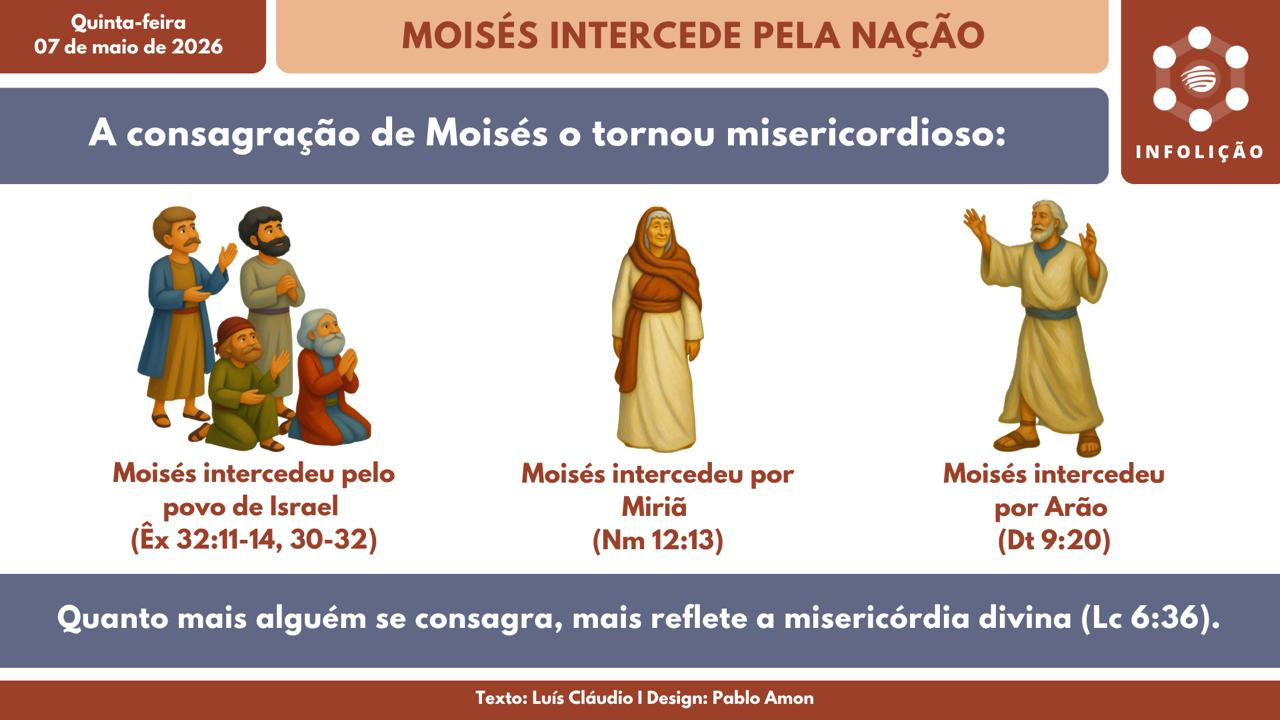 Quinta-feira
07 de maio de 2026
MOISÉS INTERCEDE PELA NAÇÃO
INFOLIÇÃO
A consagração de Moisés o tornou misericordioso:
Moisés intercedeu pelo
povo de Israel
(Êx 32:11-14, 30-32)
Moisés intercedeu por
Miriã
(Nm 12:13)
Moisés intercedeu
por Arão
(Dt 9:20)
Quanto mais alguém se consagra, mais reflete a misericórdia divina (Lc 6:36).
Texto: Luís Cláudio I Design: Pablo Amon